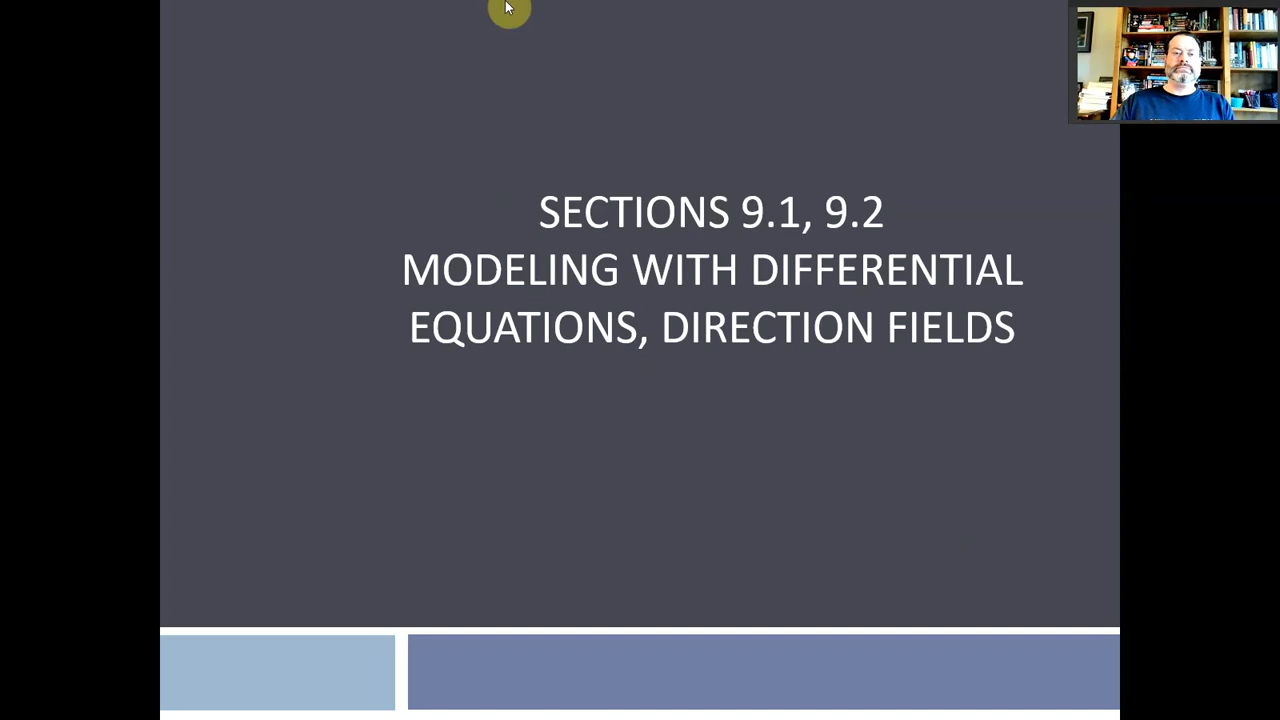 SECTIONS 9.1, 9.2
MODELING WITH DIFFERENTIAL
EQUATIONS, DIRECTION FIELDS